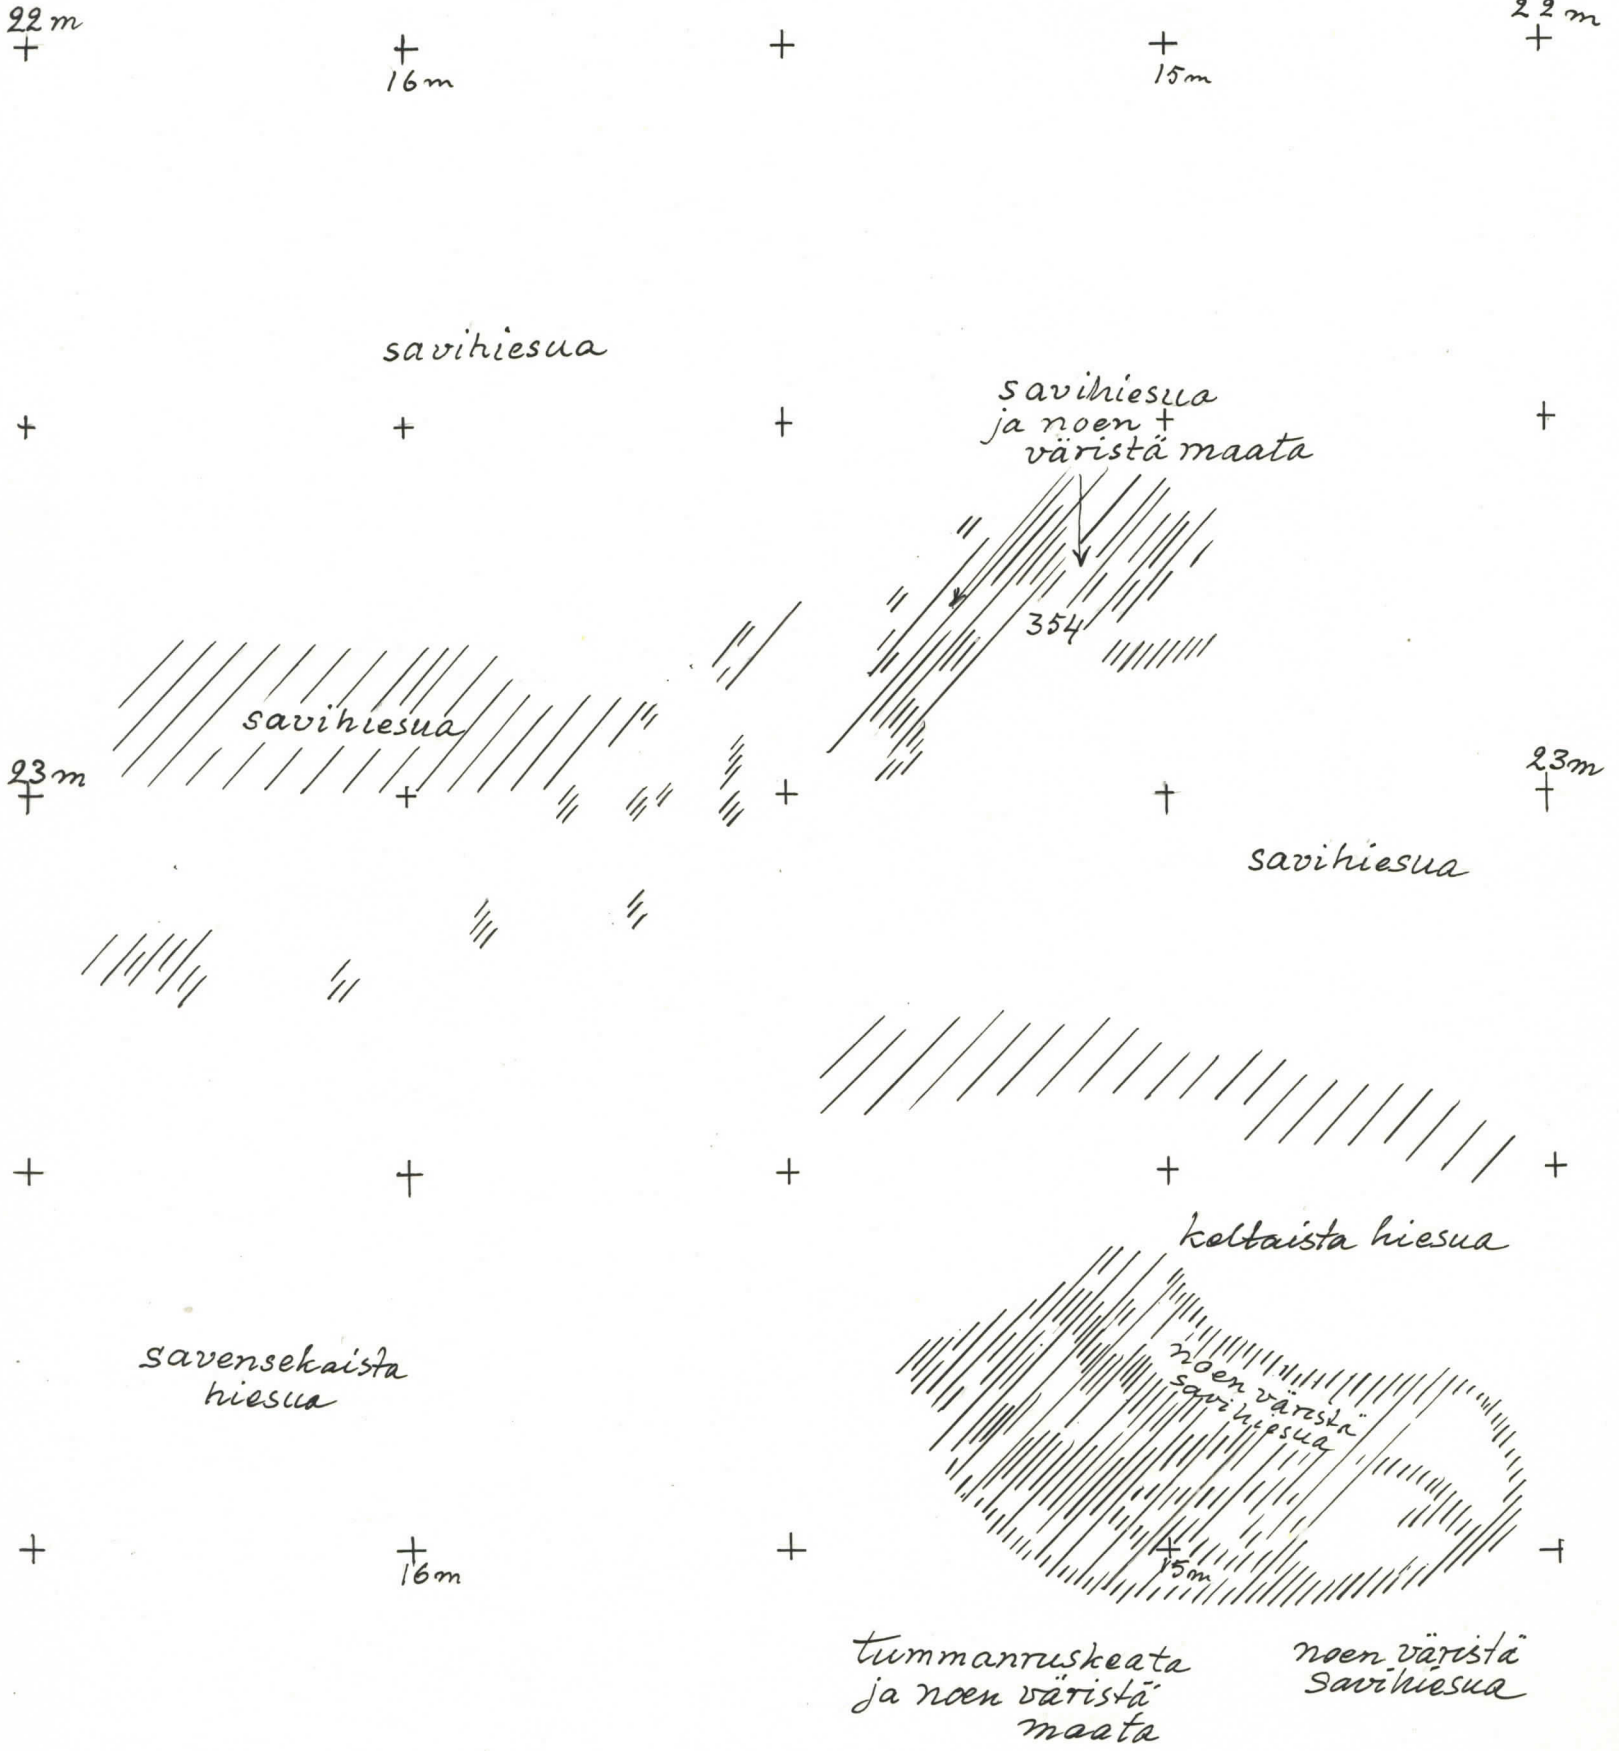 22 m
22 m
16 m
15 m
savihiesua
savihiesua
ja noen
väristä maata
354
savihiesua
23 m
23 m
savihiesua
keltaista hiesua
savensekaista
hiesua
noen väristä
savihiesua
16 m
15 m
tummanruskeata
ja noen väristä
maata
noen väristä
savihiesua